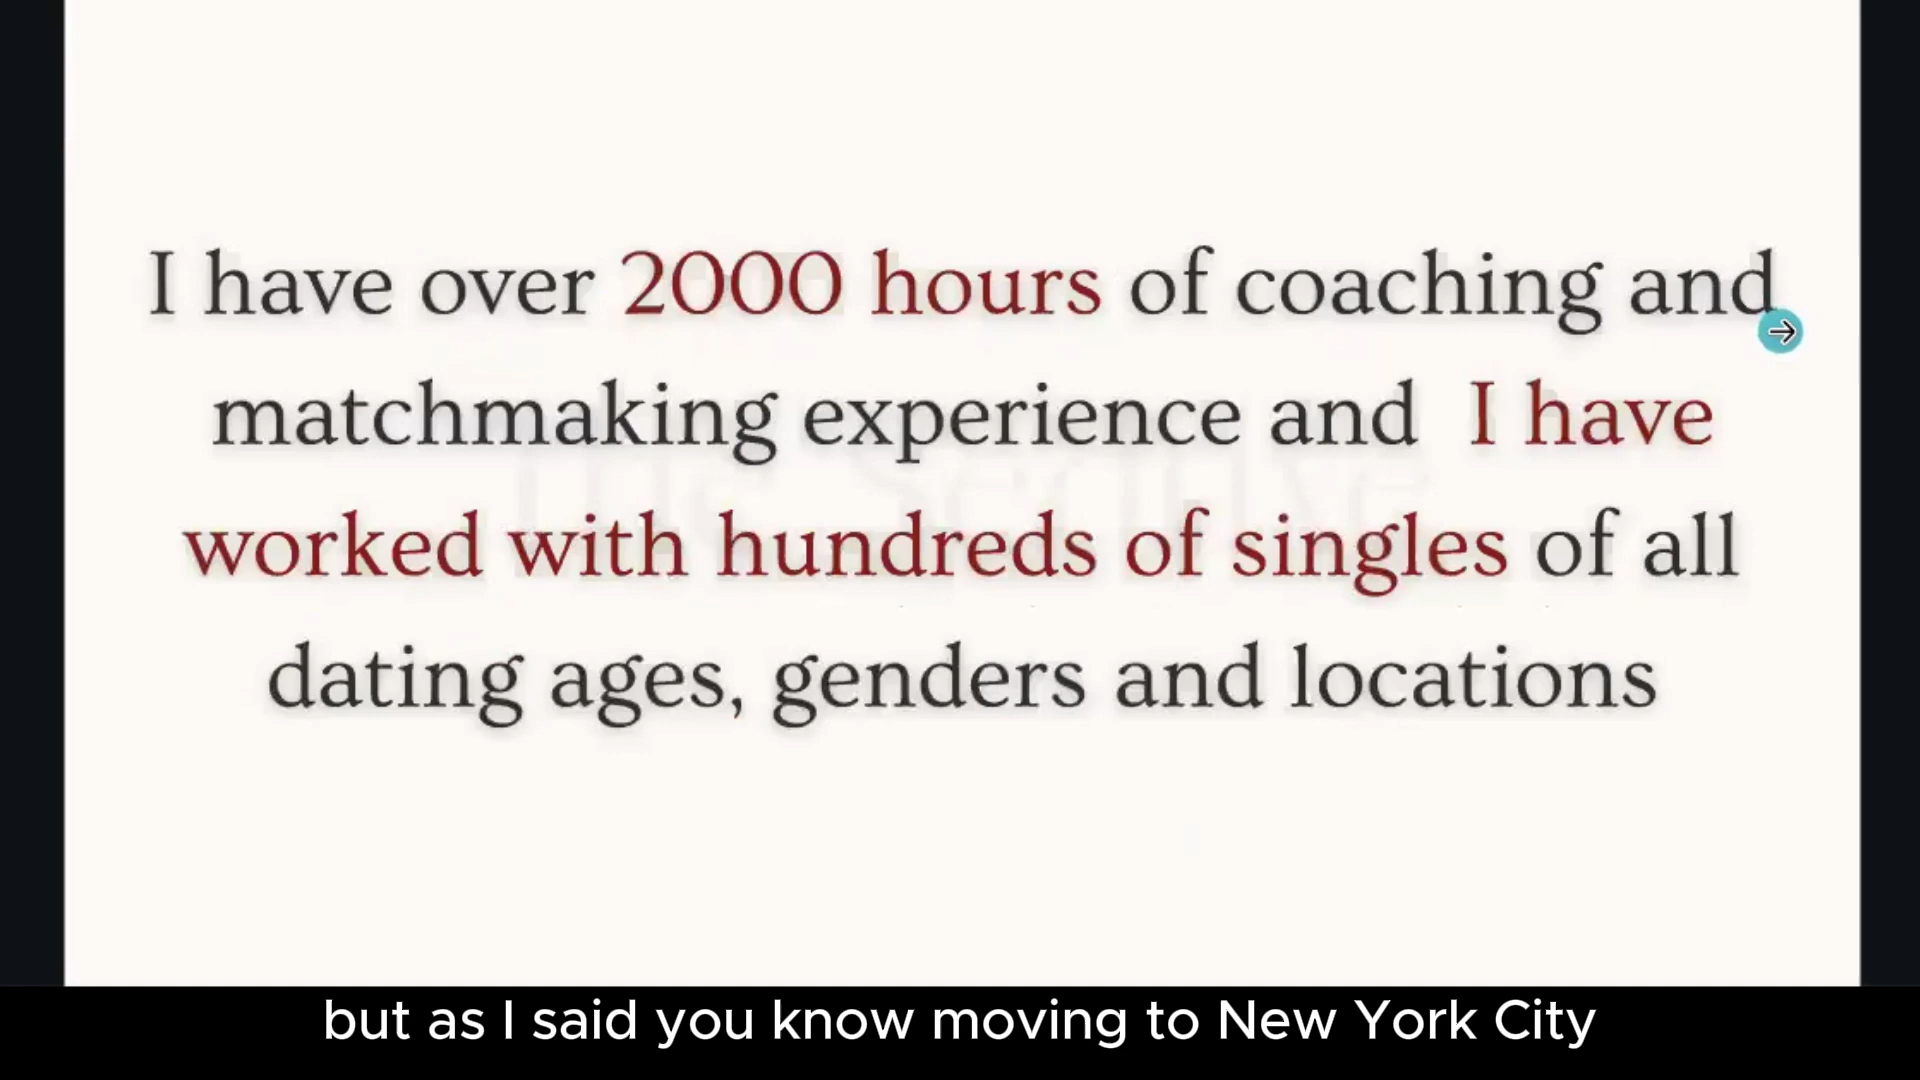 I have over 2000 hours of coaching and
matchmaking experience and I have
worked with hundreds of singles of all
dating ages, genders and locations
but as I said you know moving to New York City